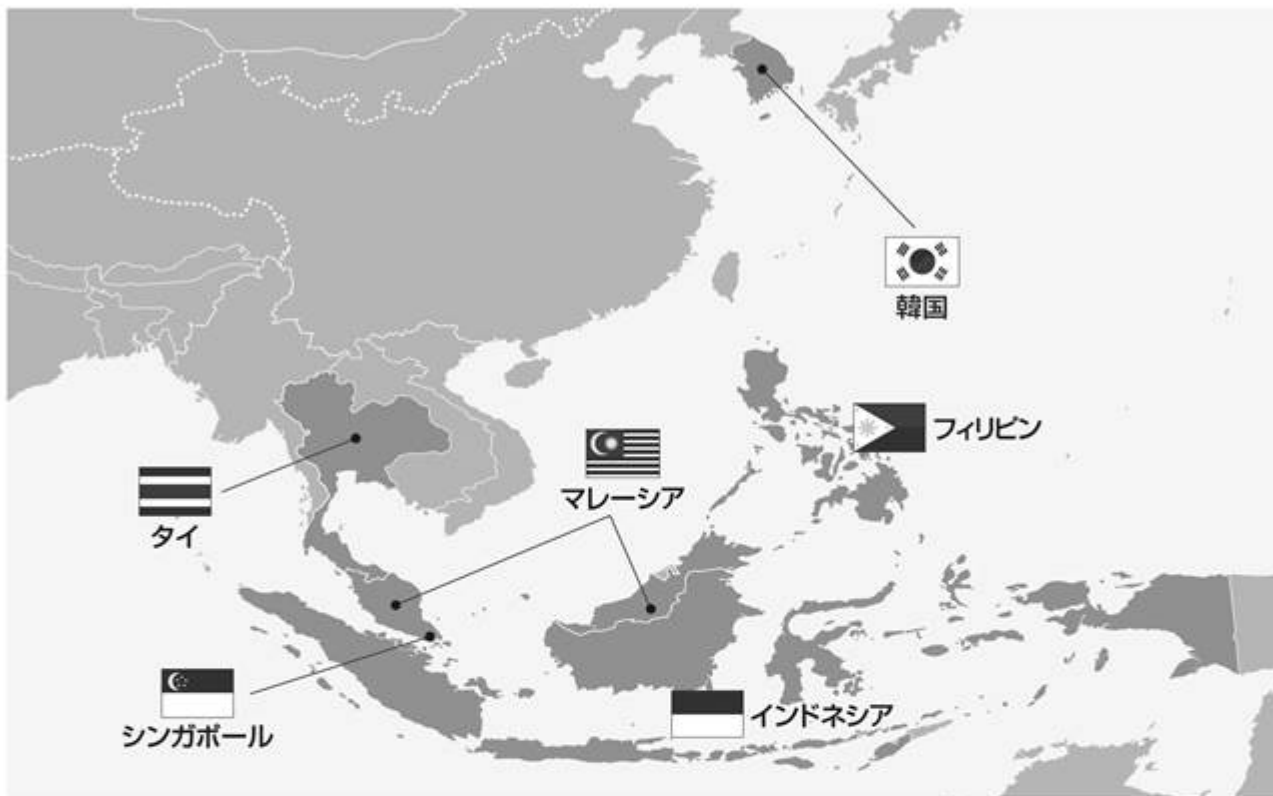 韓国
フィリピン
マレーシア
タイ
シンガポール
インドネシア